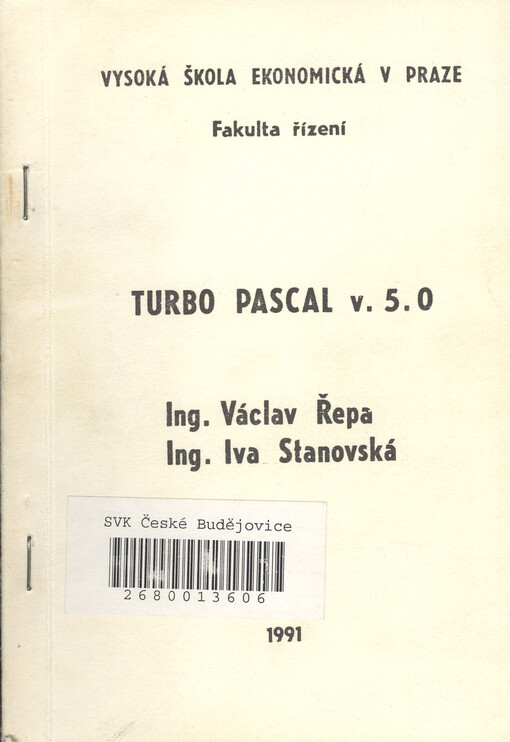 VYSOKÁ ŠKOLA EKONOMICKÁ V PRAZE
Fakulta řízení
TURBO PASCAL v. 5.0
Ing. Václav Řepa
Ing. Iva Stanovská
SVK České Budějovice
2680013606
1991